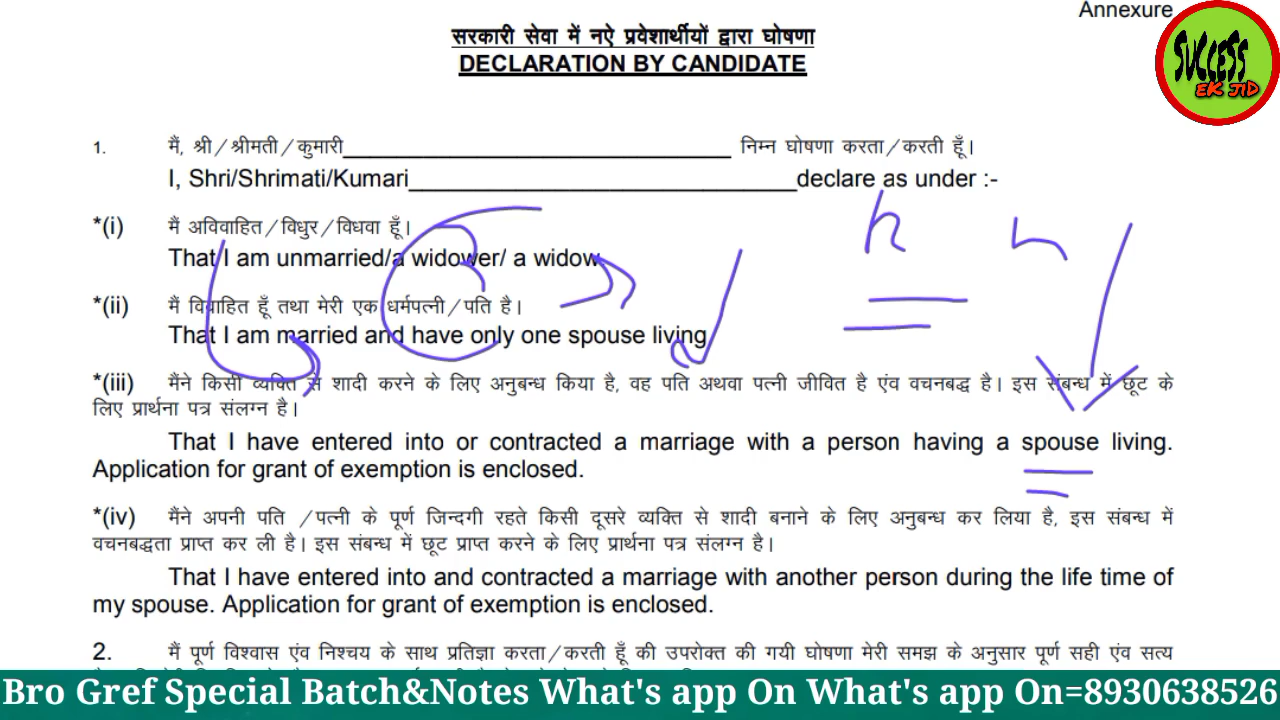 Annexure
सरकारी सेवा में नऐ प्रवेशार्थीयों द्वारा घोषणा
DECLARATION BY CANDIDATE
SUCCESS
EK JID
1. मैं, श्री/श्रीमती/कुमारी______________________________ निम्न घोषणा करता/करती हूँ।
I, Shri/Shrimati/Kumari______________________________declare as under :-
*(i) मैं अविवाहित/विधुर/विधवा हूँ।
That I am unmarried/a widower/ a widow
*(ii) मैं विवाहित हूँ तथा मेरी एक धर्मपत्नी/पति है।
That I am married and have only one spouse living
*(iii) मैंने किसी व्यक्ति से शादी करने के लिए अनुबन्ध किया है, वह पति अथवा पत्नी जीवित है एंव वचनबद्ध है। इस संबन्ध में छूट के
लिए प्रार्थना पत्र संलग्न है।
That I have entered into or contracted a marriage with a person having a spouse living.
Application for grant of exemption is enclosed.
*(iv) मैंने अपनी पति /पत्नी के पूर्ण जिन्दगी रहते किसी दूसरे व्यक्ति से शादी बनाने के लिए अनुबन्ध कर लिया है, इस संबन्ध में
वचनबद्धता प्राप्त कर ली है। इस संबन्ध में छूट प्राप्त करने के लिए प्रार्थना पत्र संलग्न है।
That I have entered into and contracted a marriage with another person during the life time of
my spouse. Application for grant of exemption is enclosed.
2. मैं पूर्ण विश्वास एंव निश्चय के साथ प्रतिज्ञा करता/करती हूँ की उपरोक्त की गयी घोषणा मेरी समझ के अनुसार पूर्ण सही एंव सत्य
Bro Gref Special Batch&Notes What's app On What's app On=8930638526